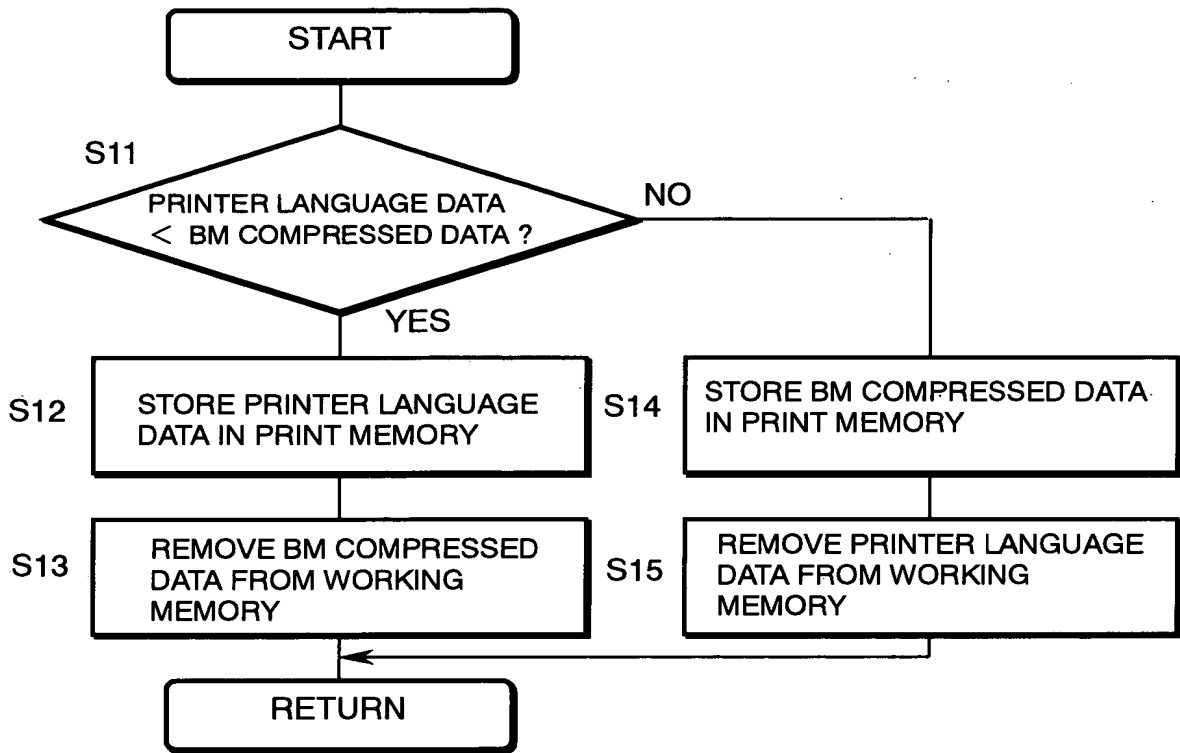 START
S11
PRINTER LANGUAGE DATA
< BM COMPRESSED DATA ?
NO
YES
S12
STORE PRINTER LANGUAGE
DATA IN PRINT MEMORY
S14
STORE BM COMPRESSED DATA
IN PRINT MEMORY
S13
REMOVE BM COMPRESSED
DATA FROM WORKING
MEMORY
S15
REMOVE PRINTER LANGUAGE
DATA FROM WORKING
MEMORY
RETURN